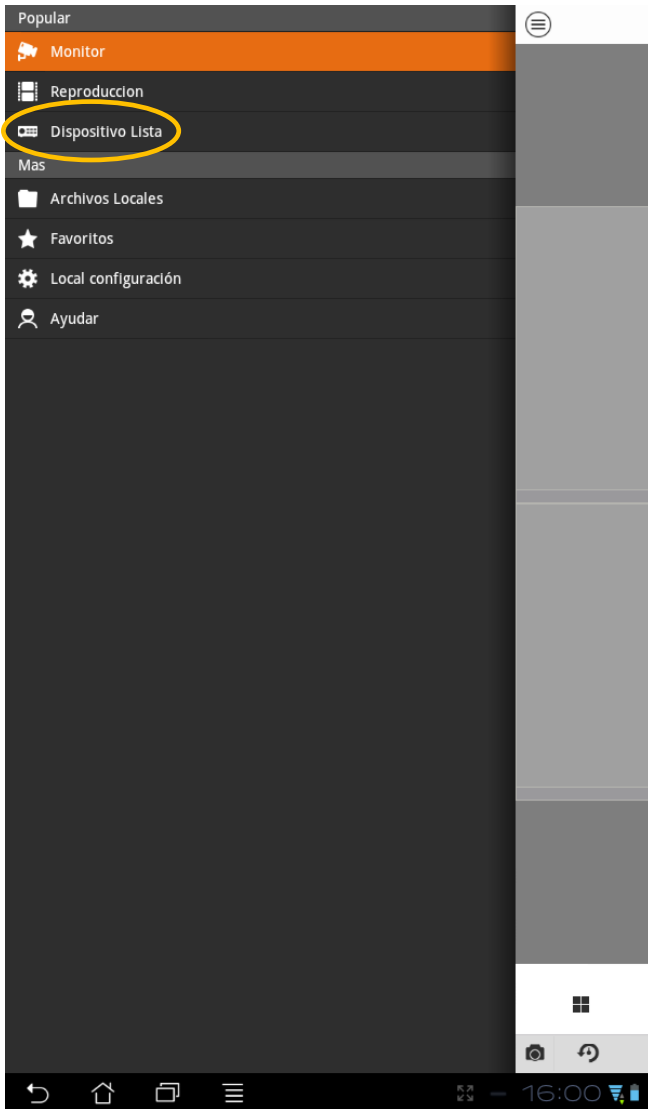 Popular
Monitor
Reproduccion
Dispositivo Lista
Mas
Archivos Locales
Favoritos
Local configuración
Ayudar
16:00